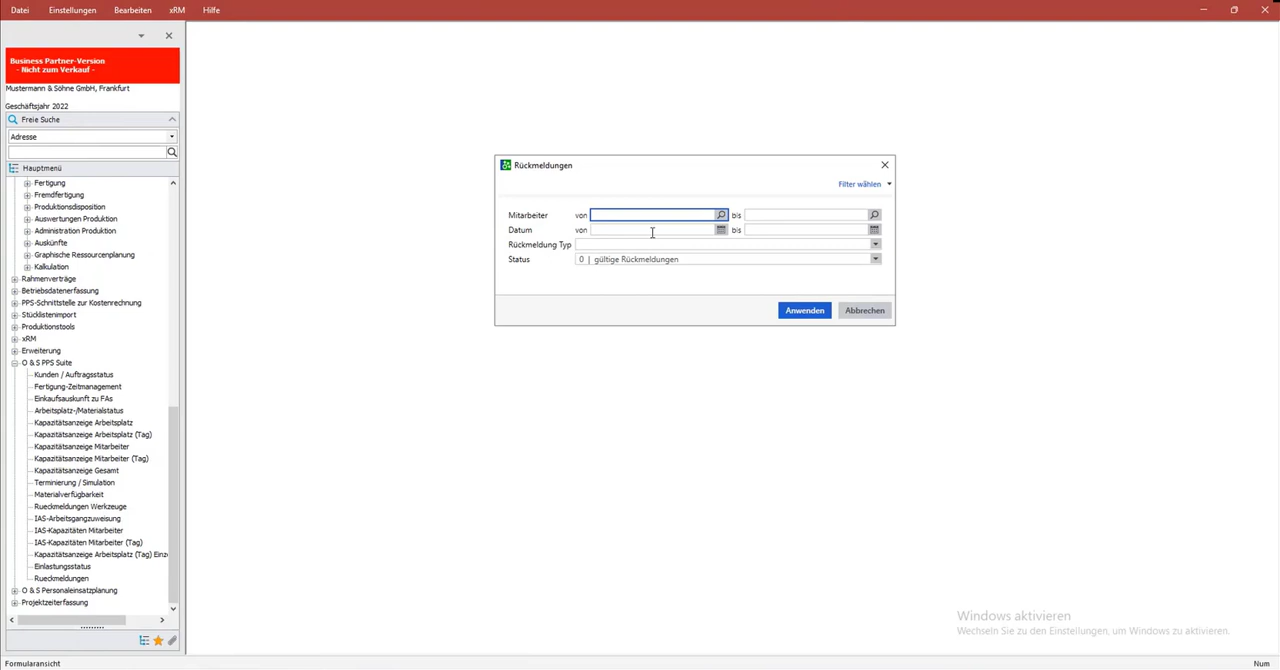 Datei Einstellungen Bearbeiten xRM Hilfe
Business Partner-Version
- Nicht zum Verkauf -
Mustermann & Söhne GmbH, Frankfurt
Geschäftsjahr 2022
Freie Suche
Adresse
Hauptmenü
Fertigung
Fremdfertigung
Produktionsdisposition
Auswertungen Produktion
Administration Produktion
Auskünfte
Graphische Ressourcenplanung
Kalkulation
Rahmenverträge
Betriebsdatenerfassung
PPS-Schnittstelle zur Kostenrechnung
Stücklistenimport
Produktionstools
xRM
Erweiterung
O & S PPS Suite
Kunden / Auftragsstatus
Fertigung-Zeitmanagement
Einkaufsauskunft zu FAs
Arbeitsplatz-/Materialstatus
Kapazitätsanzeige Arbeitsplatz
Kapazitätsanzeige Arbeitsplatz (Tag)
Kapazitätsanzeige Mitarbeiter
Kapazitätsanzeige Mitarbeiter (Tag)
Kapazitätsanzeige Gesamt
Terminierung / Simulation
Materialverfügbarkeit
Rueckmeldungen Werkzeuge
IAS-Arbeitsgangzuweisung
IAS-Kapazitäten Mitarbeiter
IAS-Kapazitäten Mitarbeiter (Tag)
Kapazitätsanzeige Arbeitsplatz (Tag) Einze
Einlastungsstatus
Rueckmeldungen
O & S Personaleinsatzplanung
Projektzeiterfassung
Formularansicht
Rückmeldungen
Filter wählen
Mitarbeiter von bis
Datum von bis
Rückmeldung Typ
Status 0 | gültige Rückmeldungen
Anwenden Abbrechen
Windows aktivieren
Wechseln Sie zu den Einstellungen, um Windows zu aktivieren.
Num